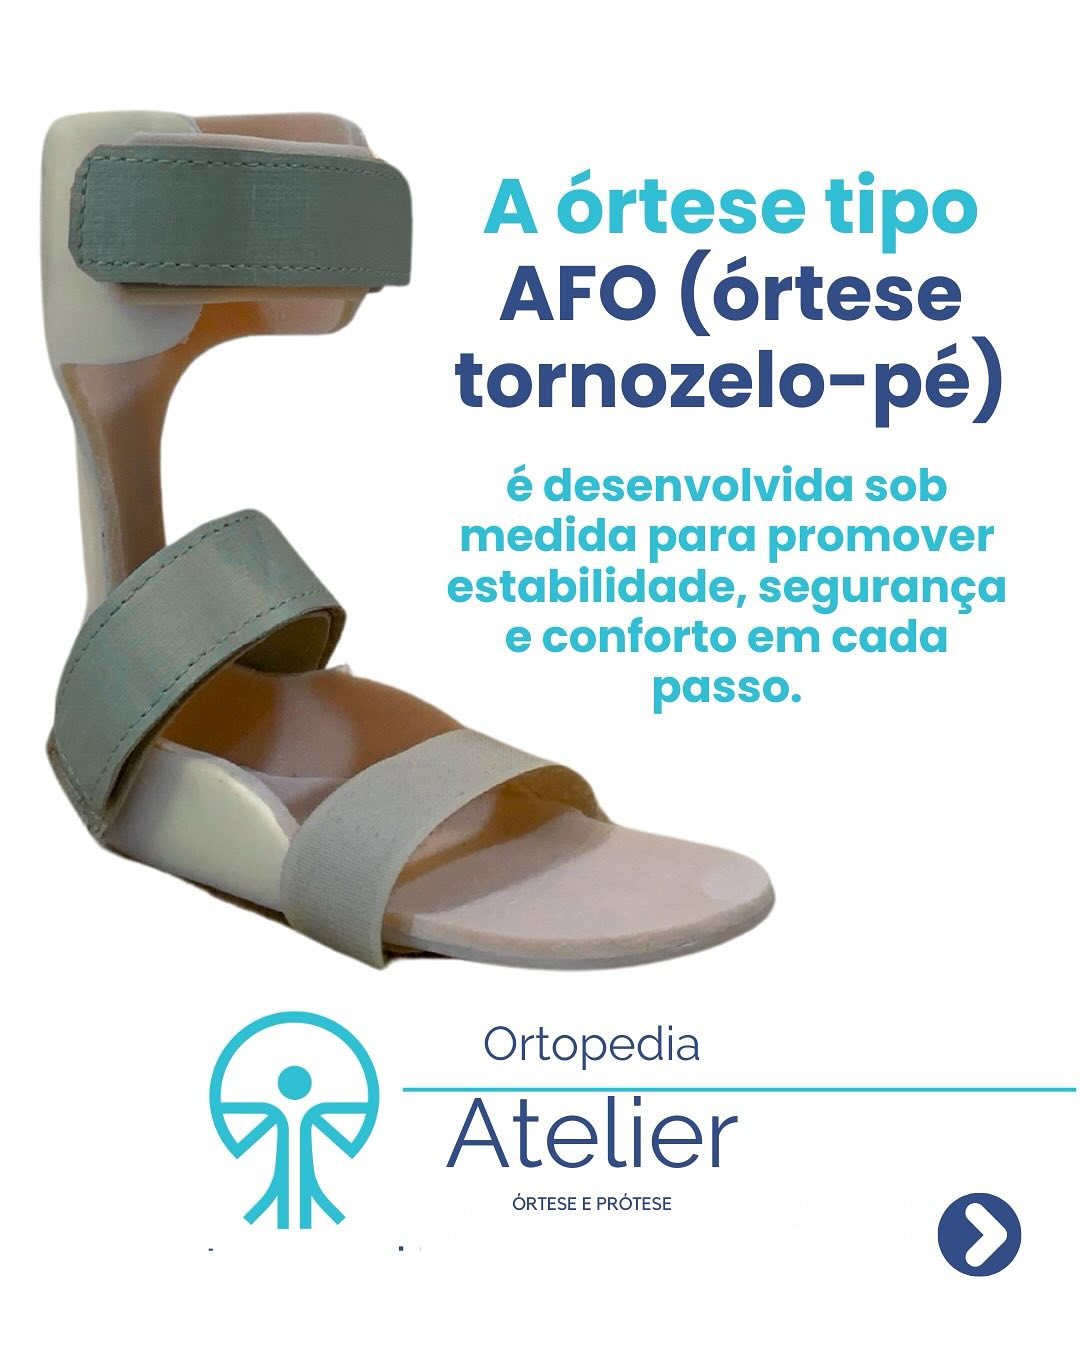 A órtese tipo
AFO (órtese
tornozelo-pé)
é desenvolvida sob
medida para promover
estabilidade, segurança
e conforto em cada
passo.
Ortopedia
Atelier
ÓRTESE E PRÓTESE